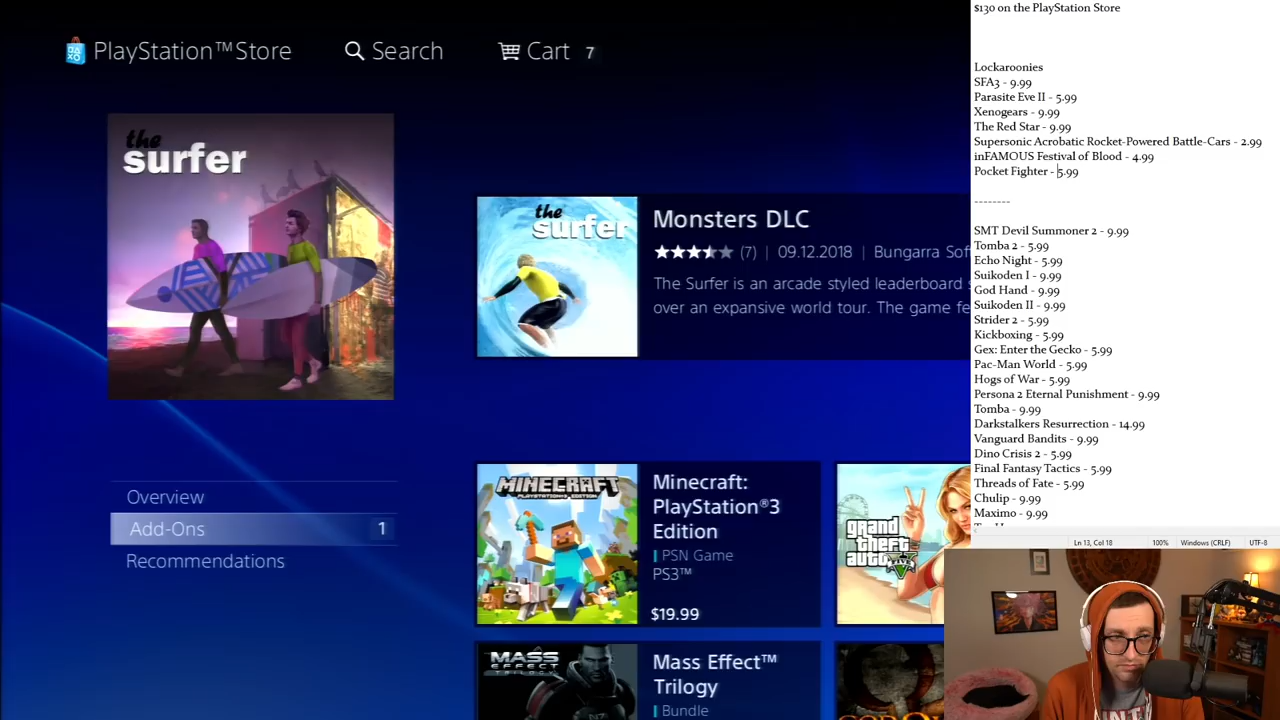 PlayStation™Store
Search
Cart 7
the
surfer
the
surfer
Monsters DLC
(7) | 09.12.2018 | Bungarra Sof
The Surfer is an arcade styled leaderboard s
over an expansive world tour. The game fe
Overview
Add-Ons 1
Recommendations
MINECRAFT
PLAYSTATION®3 EDITION
Minecraft:
PlayStation®3
Edition
PSN Game
PS3™
$19.99
grand
theft
auto
FIVE
MASS
EFFECT
TRILOGY
Mass Effect™
Trilogy
Bundle
$130 on the PlayStation Store
Lockaroonies
SFA3 - 9.99
Parasite Eve II - 5.99
Xenogears - 9.99
The Red Star - 9.99
Supersonic Acrobatic Rocket-Powered Battle-Cars - 2.99
inFAMOUS Festival of Blood - 4.99
Pocket Fighter - 5.99
--------
SMT Devil Summoner 2 - 9.99
Tomba 2 - 5.99
Echo Night - 5.99
Suikoden I - 9.99
God Hand - 9.99
Suikoden II - 9.99
Strider 2 - 5.99
Kickboxing - 5.99
Gex: Enter the Gecko - 5.99
Pac-Man World - 5.99
Hogs of War - 5.99
Persona 2 Eternal Punishment - 9.99
Tomba - 9.99
Darkstalkers Resurrection - 14.99
Vanguard Bandits - 9.99
Dino Crisis 2 - 5.99
Final Fantasy Tactics - 5.99
Threads of Fate - 5.99
Chulip - 9.99
Maximo - 9.99
Ln 13, Col 18 100% Windows (CRLF) UTF-8